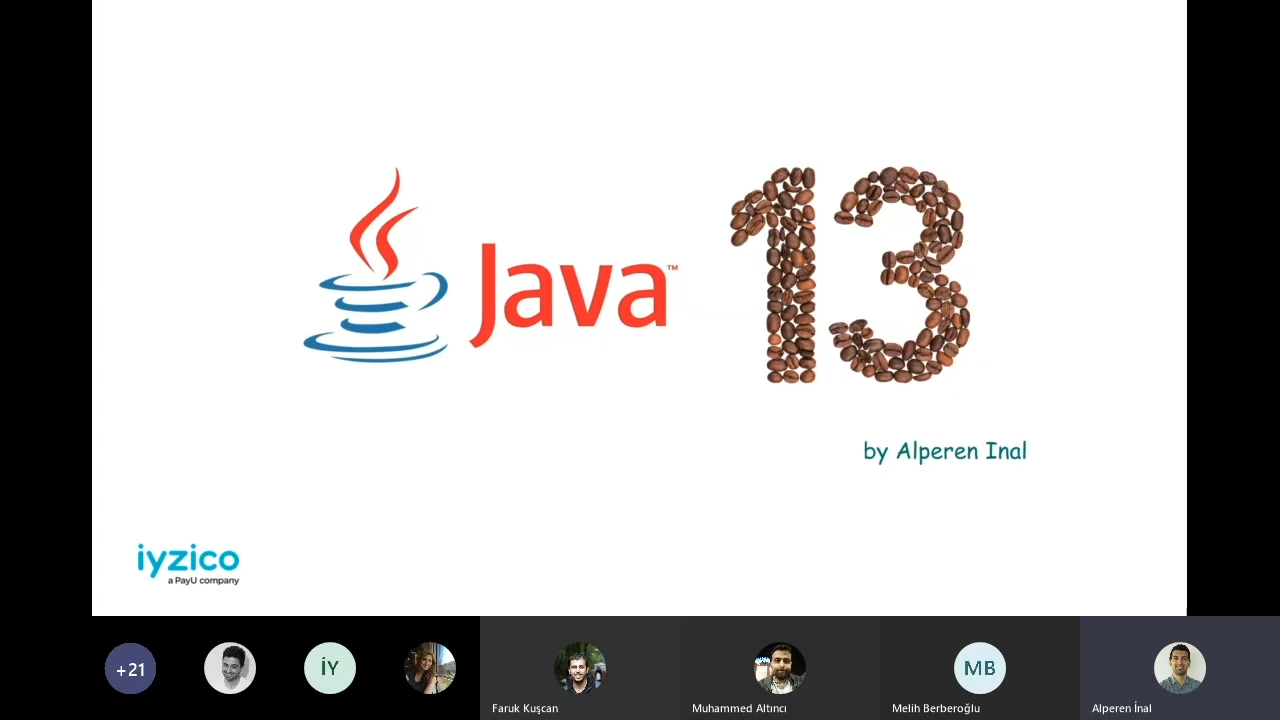 Java™ 13
by Alperen Inal
iyzico
a PayU company
+21
İY
MB
Faruk Kuşcan
Muhammed Altıncı
Melih Berberoğlu
Alperen İnal